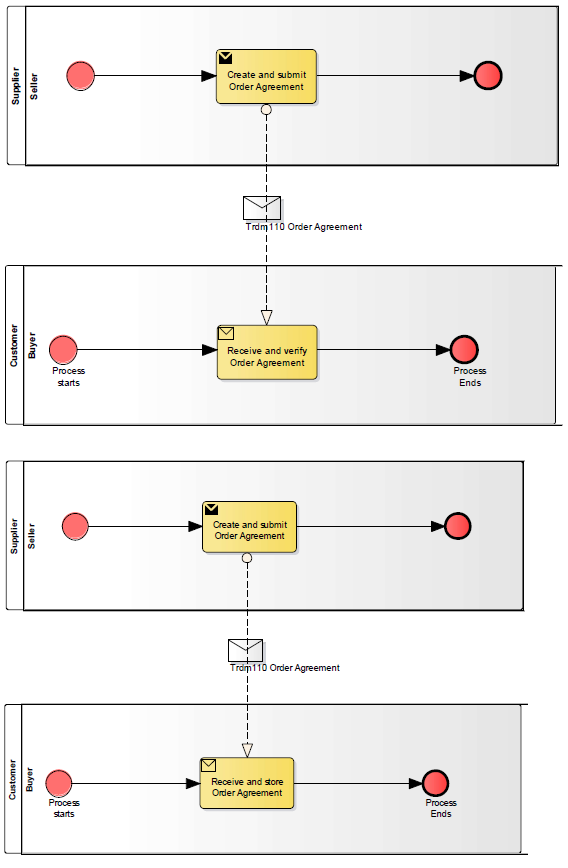 Supplier
Seller
Create and submit
Order Agreement
Trdm110 Order Agreement
Customer
Buyer
Process
starts
Receive and verify
Order Agreement
Process
Ends
Supplier
Seller
Create and submit
Order Agreement
Trdm110 Order Agreement
Customer
Buyer
Process
starts
Receive and store
Order Agreement
Process
Ends